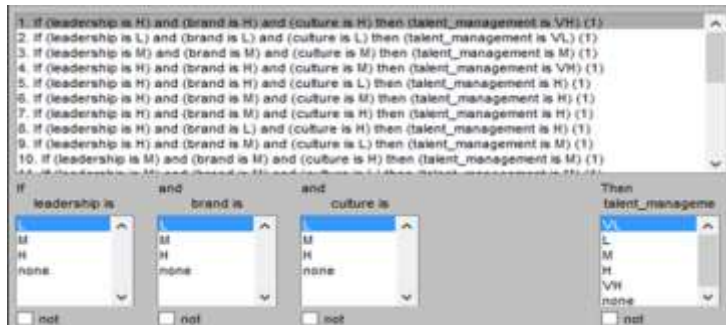 1. If (leadership is H) and (brand is H) and (culture is H) then (talent_management is VH) (1)
2. If (leadership is L) and (brand is L) and (culture is L) then (talent_management is VL) (1)
3. If (leadership is M) and (brand is M) and (culture is M) then (talent_management is M) (1)
4. If (leadership is H) and (brand is H) and (culture is M) then (talent_management is VH) (1)
5. If (leadership is H) and (brand is H) and (culture is L) then (talent_management is H) (1)
6. If (leadership is H) and (brand is M) and (culture is M) then (talent_management is H) (1)
7. If (leadership is H) and (brand is M) and (culture is H) then (talent_management is H) (1)
8. If (leadership is H) and (brand is L) and (culture is H) then (talent_management is H) (1)
9. If (leadership is H) and (brand is M) and (culture is L) then (talent_management is M) (1)
10. If (leadership is M) and (brand is M) and (culture is H) then (talent_management is M) (1)
If and and Then
leadership is brand is culture is talent_manageme
L L L VL
M M M L
H H H M
none none none H
VH
none
not not not not